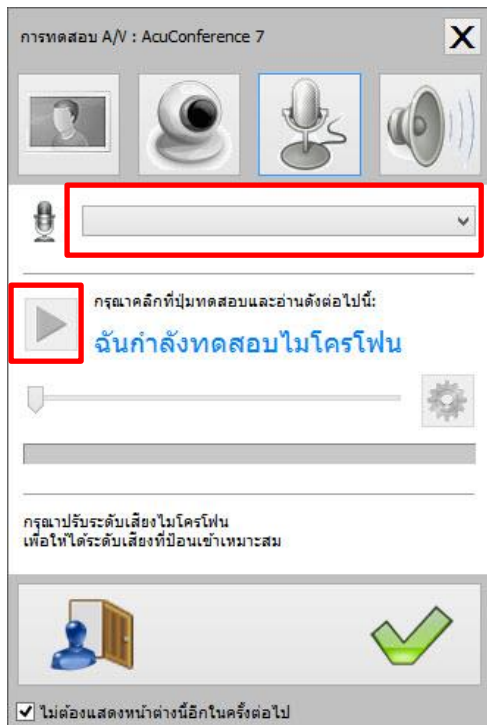 การทดสอบ A/V : AcuConference 7
X
กรุณาคลิกที่ปุ่มทดสอบและอ่านดังต่อไปนี้:
ฉันกำลังทดสอบไมโครโฟน
กรุณาปรับระดับเสียงไมโครโฟน
เพื่อให้ได้ระดับเสียงที่ป้อนเข้าเหมาะสม
ไม่ต้องแสดงหน้าต่างนี้อีกในครั้งต่อไป